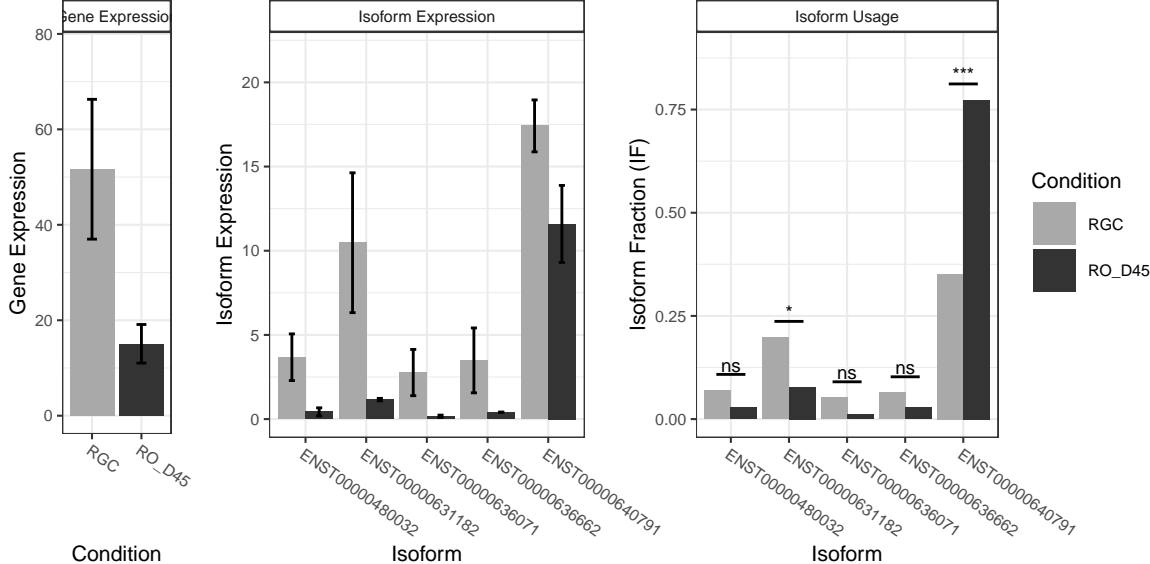 Gene Expression
Isoform Expression
Isoform Usage
Gene Expression
80
60
40
20
0
RGC
RO_D45
Condition
Isoform Expression
20
15
10
5
0
ENST00000480032
ENST00000631182
ENST00000636071
ENST00000636662
ENST00000640791
Isoform
Isoform Fraction (IF)
0.75
0.50
0.25
0.00
ns
*
ns
ns
***
ENST00000480032
ENST00000631182
ENST00000636071
ENST00000636662
ENST00000640791
Isoform
Condition
RGC
RO_D45